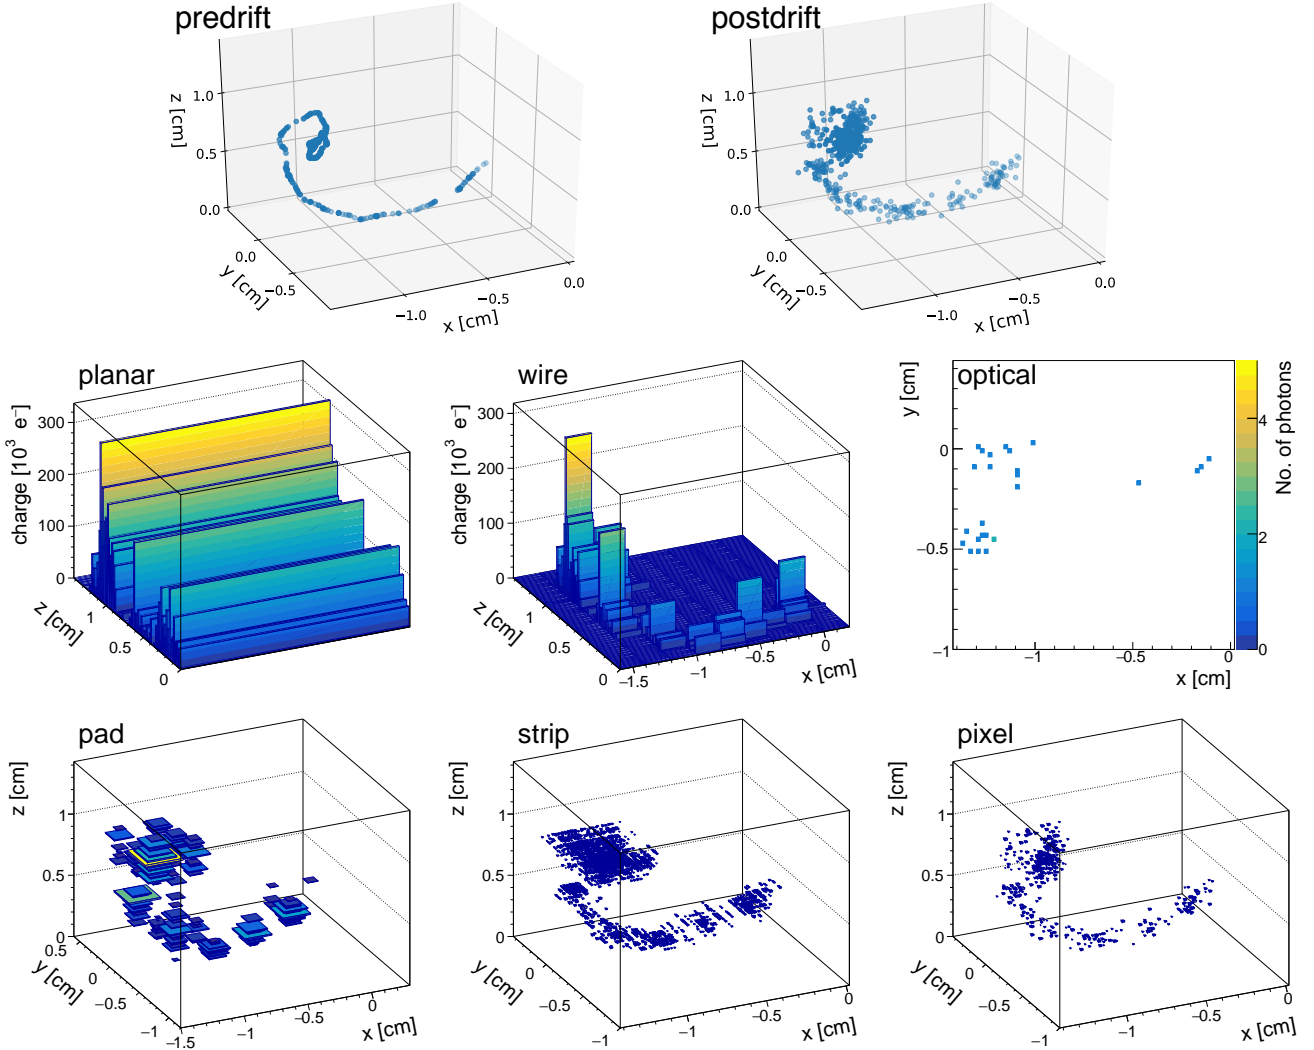 predrift
z [cm]
1.0
0.5
0.0
0.0
−0.5
y [cm]
−1.0
−0.5
0.0
x [cm]
postdrift
z [cm]
1.0
0.5
0.0
0.0
−0.5
y [cm]
−1.0
−0.5
0.0
x [cm]
planar
charge [10³ e⁻]
300
200
100
0
z [cm]
1
0.5
0
wire
charge [10³ e⁻]
300
200
100
0
z [cm]
1
0.5
0
−1.5
−1
−0.5
0
x [cm]
optical
y [cm]
0
−0.5
−1
−1
−0.5
0
x [cm]
4
2
0
No. of photons
pad
z [cm]
1
0.5
0
0.5
0
−0.5
−1
y [cm]
−1.5
−1
−0.5
0
x [cm]
strip
z [cm]
1
0.5
0
0
−0.5
−1
y [cm]
−1
−0.5
0
x [cm]
pixel
z [cm]
1
0.5
0
0
−0.5
−1
y [cm]
−1
−0.5
0
x [cm]